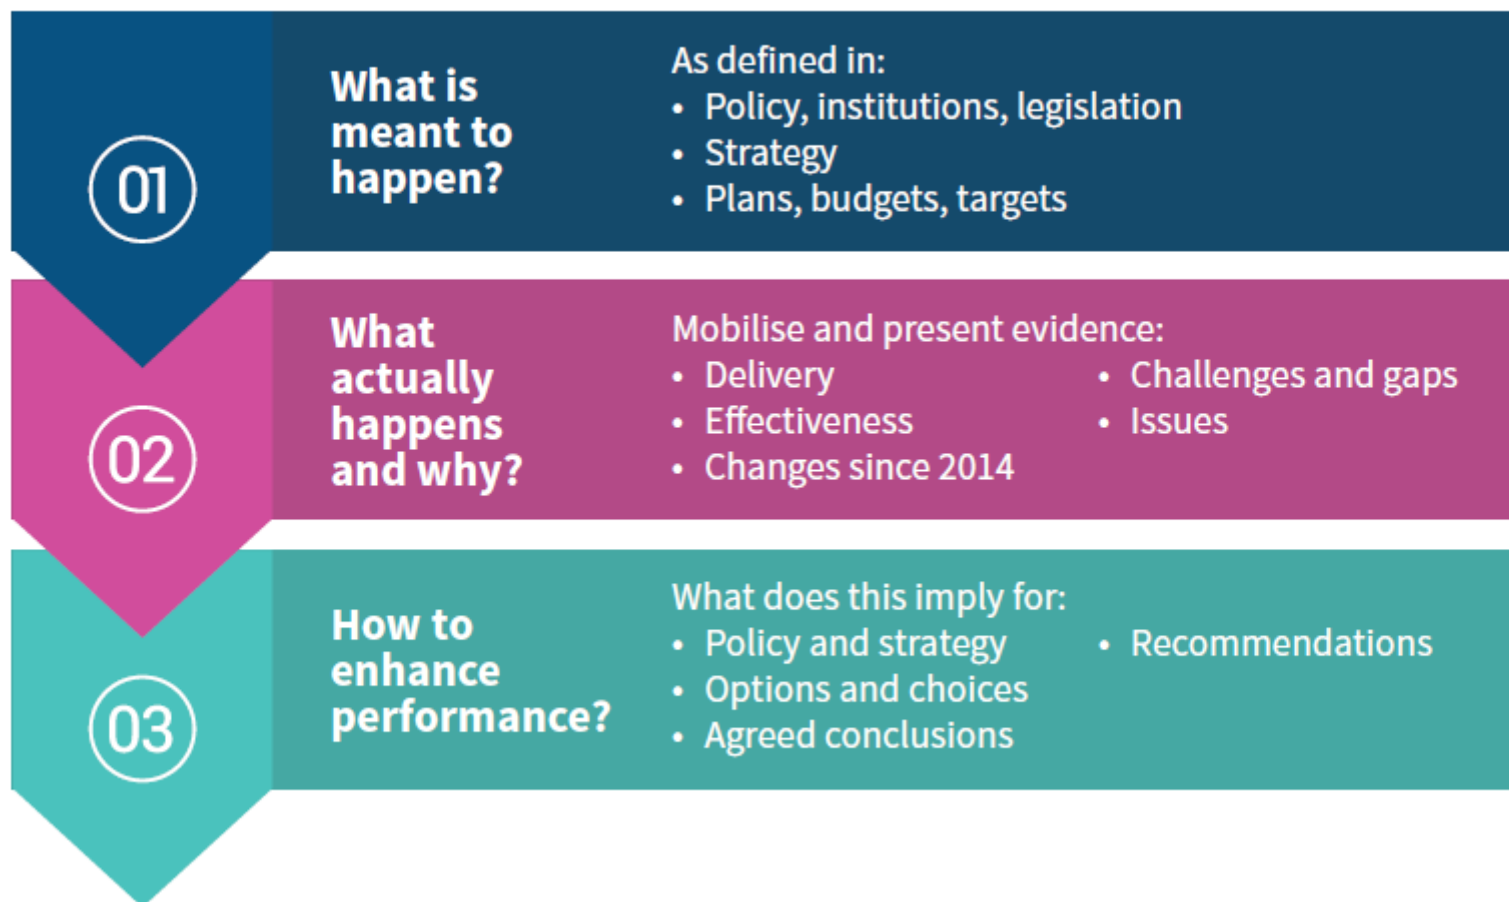 01
What is
meant to
happen?
As defined in:
• Policy, institutions, legislation
• Strategy
• Plans, budgets, targets
02
What
actually
happens
and why?
Mobilise and present evidence:
• Delivery
• Effectiveness
• Changes since 2014
• Challenges and gaps
• Issues
03
How to
enhance
performance?
What does this imply for:
• Policy and strategy
• Options and choices
• Agreed conclusions
• Recommendations